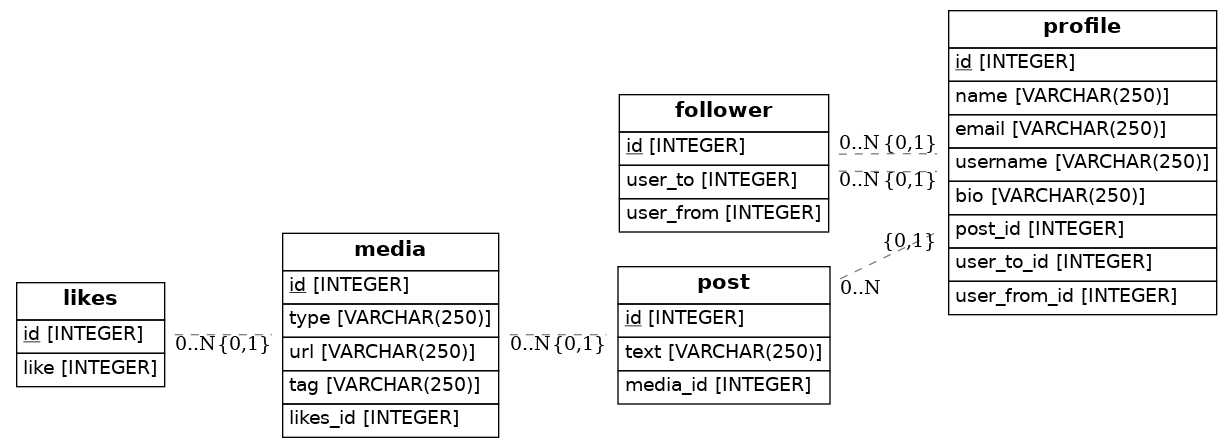 profile
id [INTEGER]
name [VARCHAR(250)]
email [VARCHAR(250)]
username [VARCHAR(250)]
bio [VARCHAR(250)]
post_id [INTEGER]
user_to_id [INTEGER]
user_from_id [INTEGER]
follower
id [INTEGER]
user_to [INTEGER]
user_from [INTEGER]
0..N {0,1}
0..N {0,1}
{0,1}
0..N
post
id [INTEGER]
text [VARCHAR(250)]
media_id [INTEGER]
media
id [INTEGER]
type [VARCHAR(250)]
url [VARCHAR(250)]
tag [VARCHAR(250)]
likes_id [INTEGER]
0..N {0,1}
likes
id [INTEGER]
like [INTEGER]
0..N {0,1}